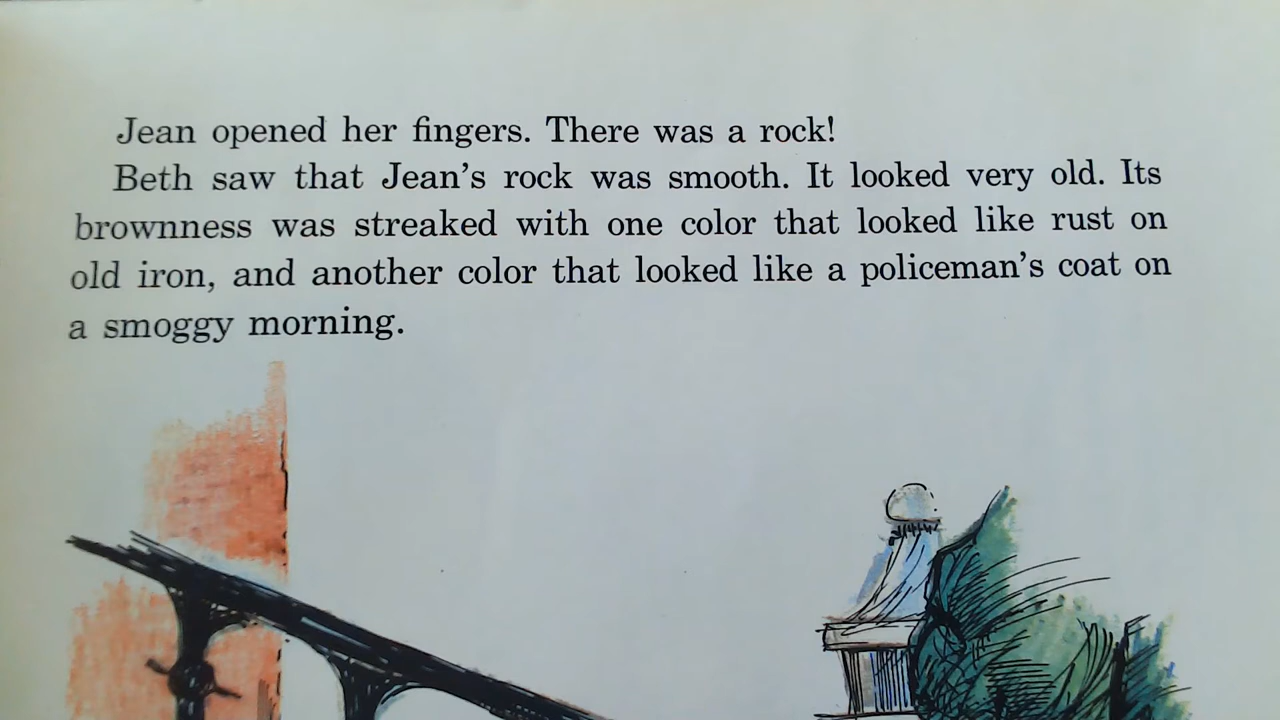 Jean opened her fingers. There was a rock!
Beth saw that Jean's rock was smooth. It looked very old. Its
brownness was streaked with one color that looked like rust on
old iron, and another color that looked like a policeman's coat on
a smoggy morning.